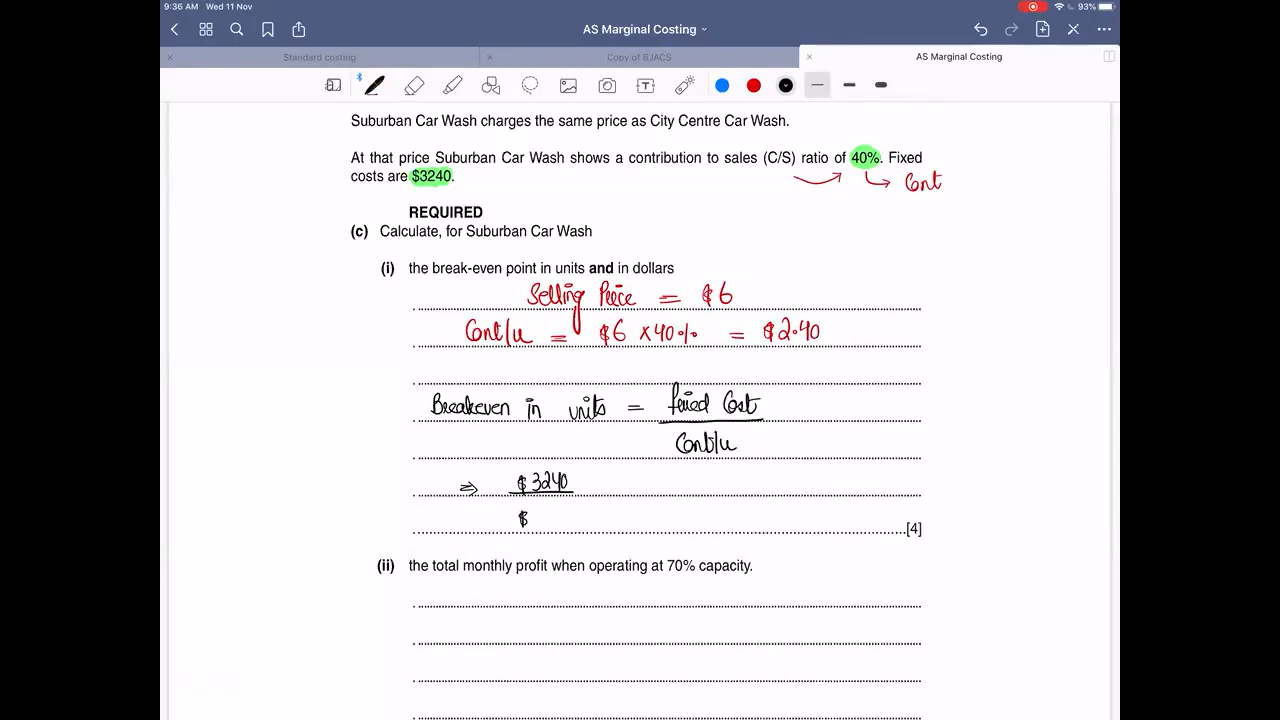 9:36 AM Wed 11 Nov
93%
AS Marginal Costing
Standard costing
Copy of BJACS
AS Marginal Costing
Suburban Car Wash charges the same price as City Centre Car Wash.
At that price Suburban Car Wash shows a contribution to sales (C/S) ratio of 40%. Fixed
costs are $3240.
Cont
REQUIRED
(c) Calculate, for Suburban Car Wash
(i) the break-even point in units and in dollars
Selling Price = $6
Cont/u = $6 ×40% = $2.40
Breakeven in units = Fixed Cost
Cont/u
⇒ $3240
$
[4]
(ii) the total monthly profit when operating at 70% capacity.